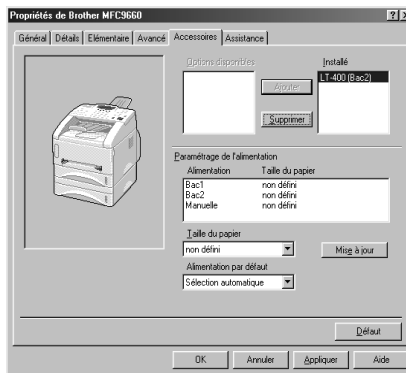 Propriétés de Brother MFC9660
Général Détails Elémentaire Avancé Accessoires Assistance
Options disponibles
Installé
LT-400 (Bac2)
Ajouter
Supprimer
Paramétrage de l'alimentation
Alimentation Taille du papier
Bac1 non défini
Bac2 non défini
Manuelle non défini
Taille du papier
non défini
Mise à jour
Alimentation par défaut
Sélection automatique
Défaut
OK Annuler Appliquer Aide